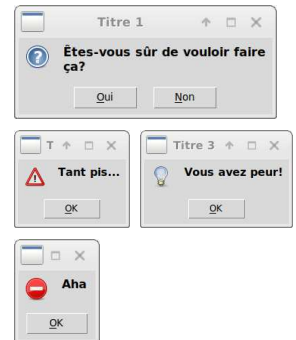 Titre 1
Êtes-vous sûr de vouloir faire
ça?
Oui Non
T Titre 3
Tant pis... Vous avez peur!
OK OK
Aha
OK